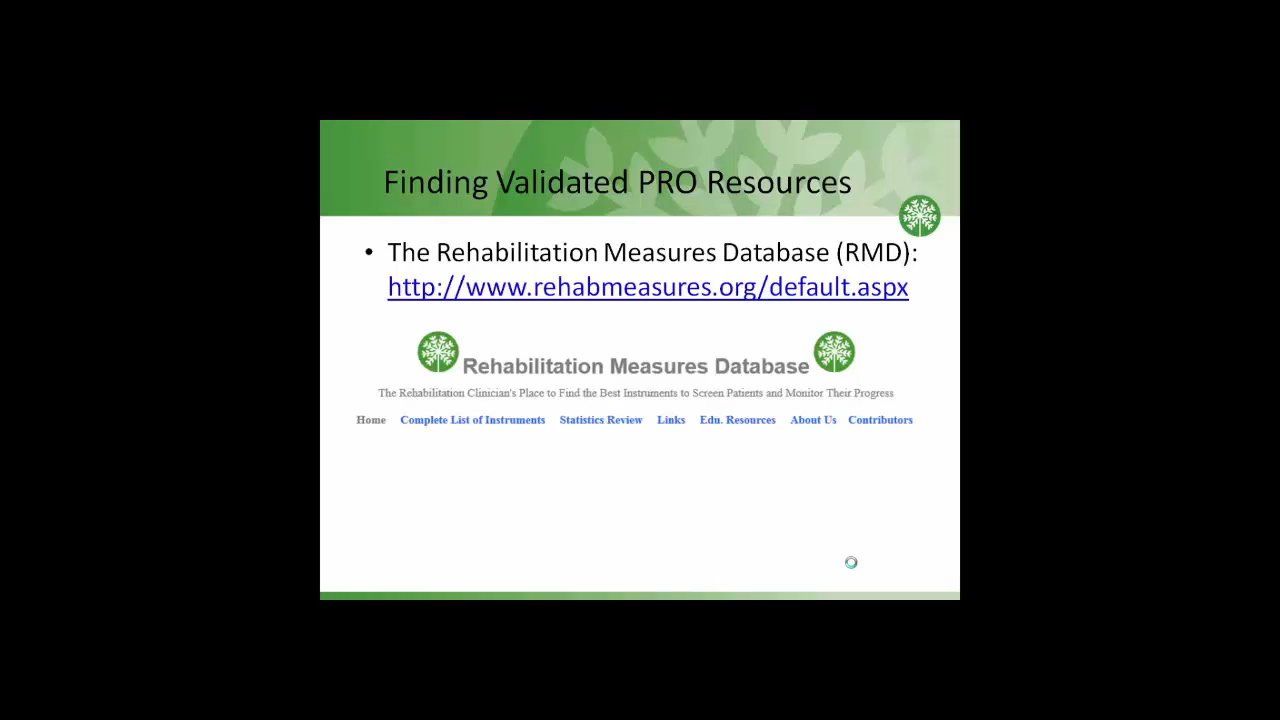 Finding Validated PRO Resources
• The Rehabilitation Measures Database (RMD):
http://www.rehabmeasures.org/default.aspx
Rehabilitation Measures Database
The Rehabilitation Clinician's Place to Find the Best Instruments to Screen Patients and Monitor Their Progress
Home Complete List of Instruments Statistics Review Links Edu. Resources About Us Contributors